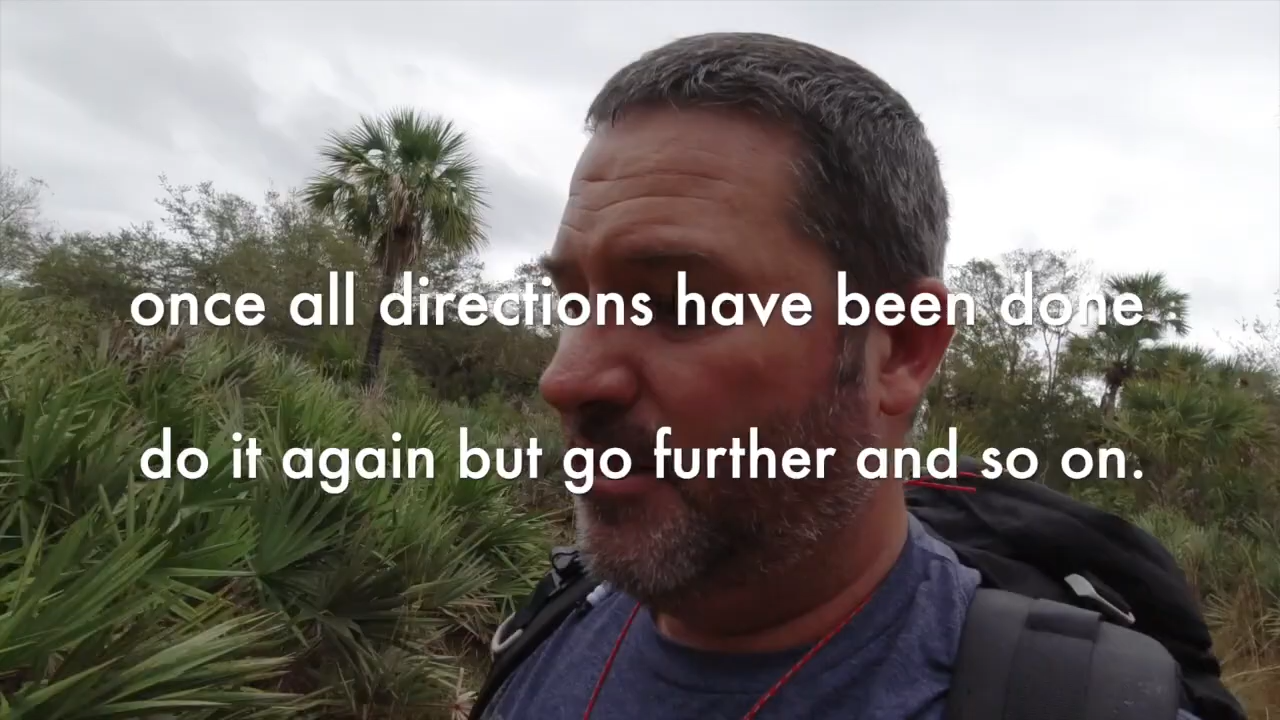 once all directions have been done
do it again but go further and so on.